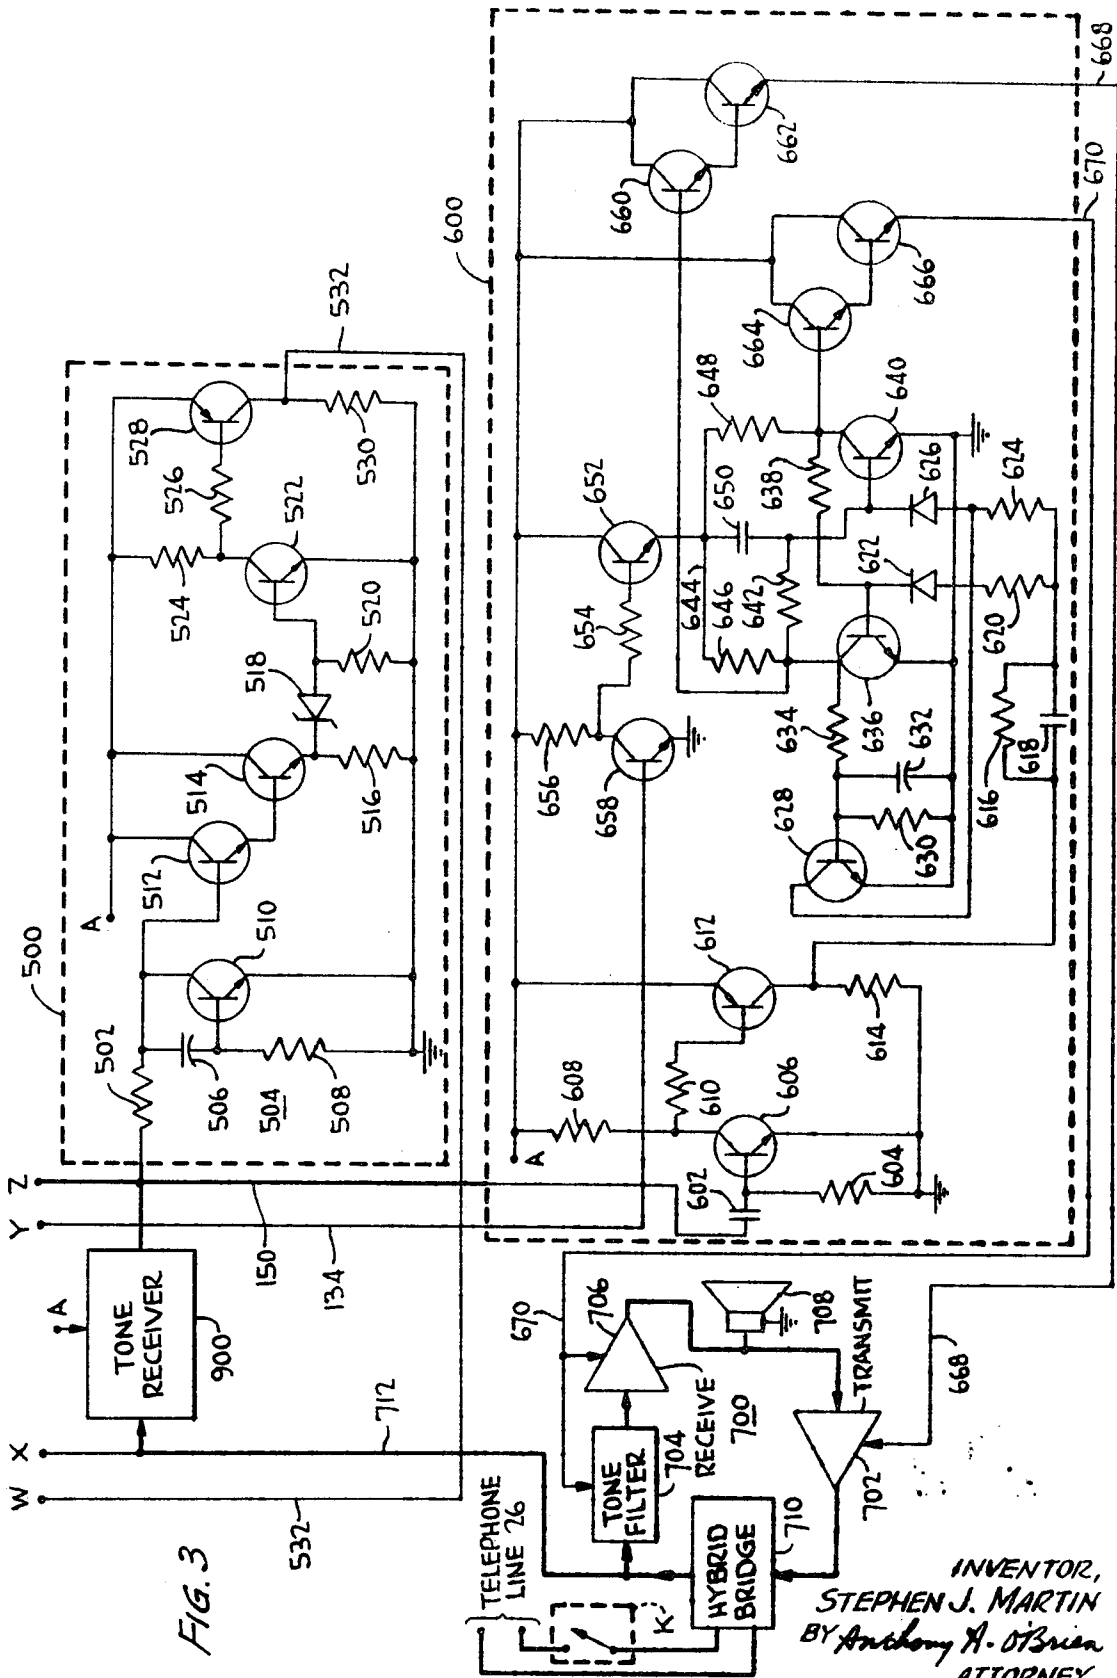 FIG. 3
W
X
Y
Z
A
TONE
RECEIVER
900
532
712
134
150
500
502
504
506
508
510
512
514
516
518
520
522
524
526
528
530
532
A
600
A
602
604
606
608
610
612
614
616
618
620
622
624
626
628
630
632
634
636
638
640
642
644
646
648
650
652
654
656
658
660
662
664
666
668
670
TELEPHONE
LINE 26
K
HYBRID
BRIDGE
710
TONE
FILTER
704
RECEIVE
700
706
670
708
TRANSMIT
702
668
INVENTOR,
STEPHEN J. MARTIN
BY Anthony A. O'Brien
ATTORNEY